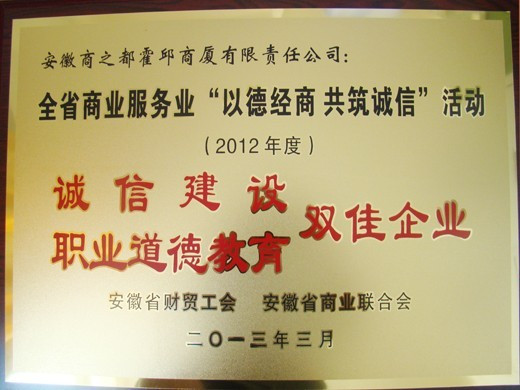 安徽商之都霍邱商厦有限责任公司：
全省商业服务业“以德经商 共筑诚信”活动
（2012年度）
诚信建设
职业道德教育 双佳企业
安徽省财贸工会 安徽省商业联合会
二〇一三年三月